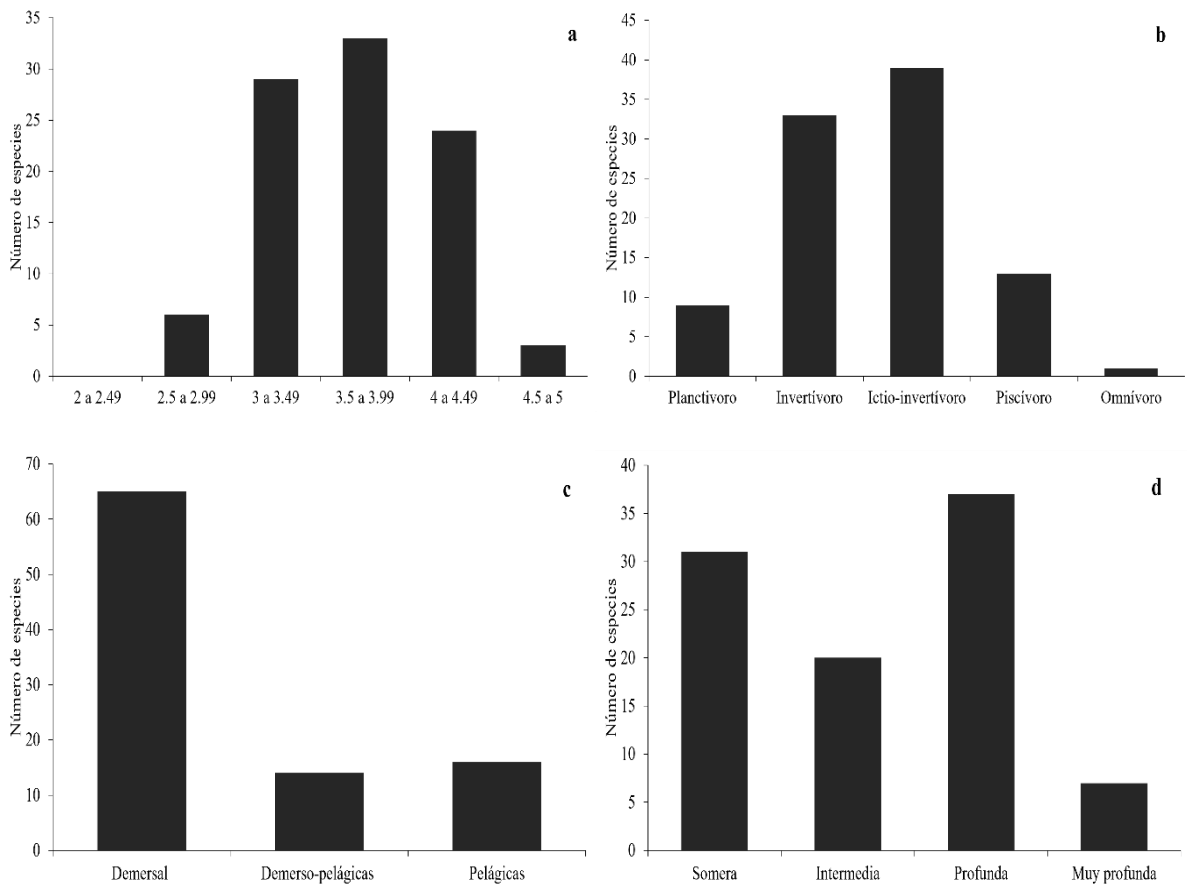 a
Número de especies
35
30
25
20
15
10
5
0
2 a 2.49 2.5 a 2.99 3 a 3.49 3.5 a 3.99 4 a 4.49 4.5 a 5
b
Número de especies
45
40
35
30
25
20
15
10
5
0
Planctívoro Invertívoro Ictio-invertívoro Piscívoro Omnívoro
c
Número de especies
70
60
50
40
30
20
10
0
Demersal Demerso-pelágicas Pelágicas
d
Número de especies
40
35
30
25
20
15
10
5
0
Somera Intermedia Profunda Muy profunda